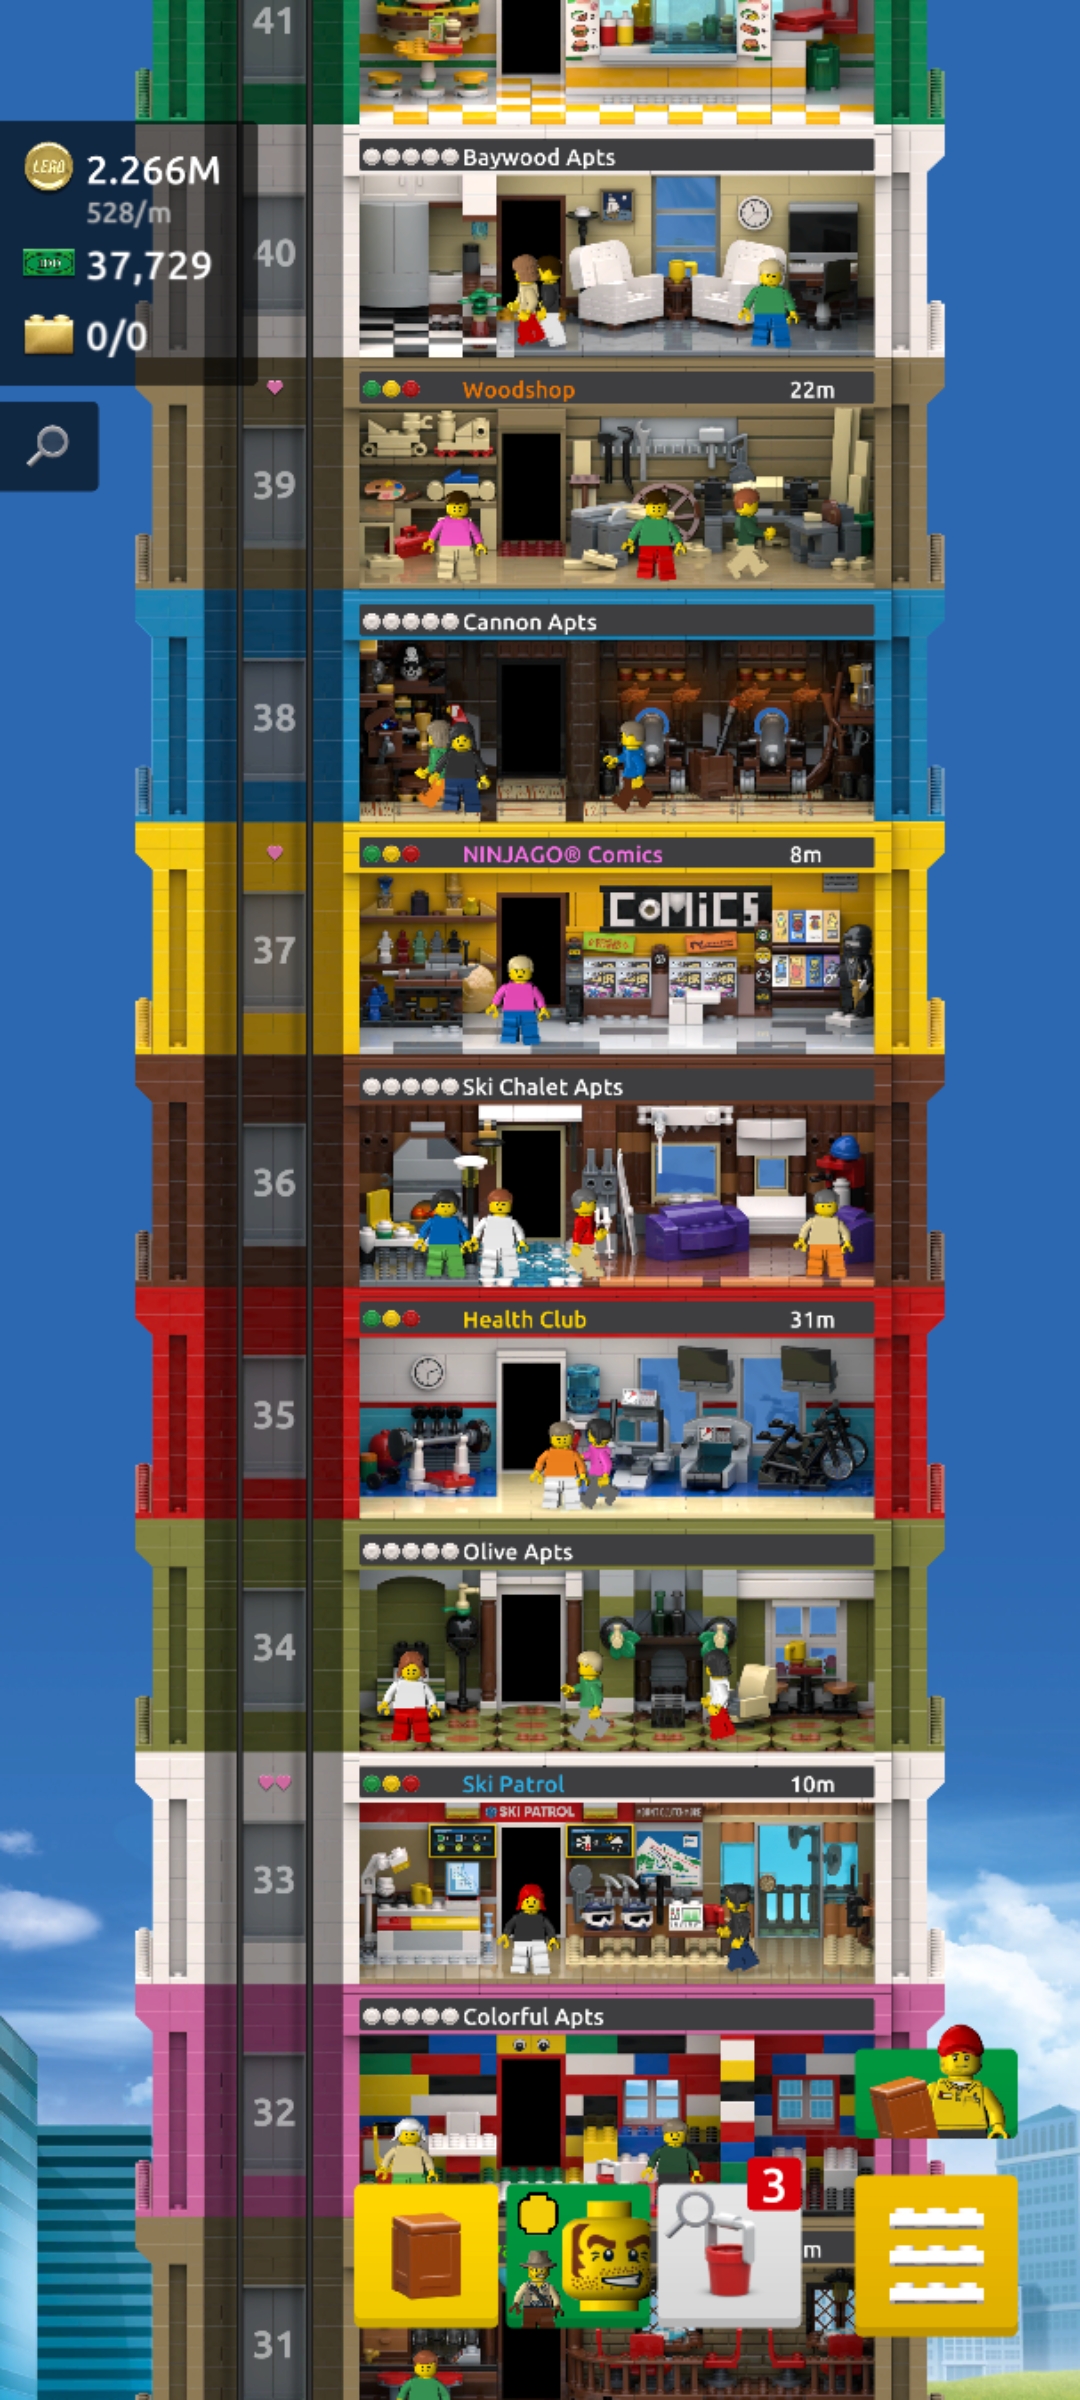 41
LEGO
2.266M
528/m
37,729
0/0
Baywood Apts
40
Woodshop 22m
39
Cannon Apts
38
NINJAGO® Comics 8m
COMiCS
37
Ski Chalet Apts
36
Health Club 31m
35
Olive Apts
34
Ski Patrol 10m
SKI PATROL
33
Colorful Apts
32
3
m
31